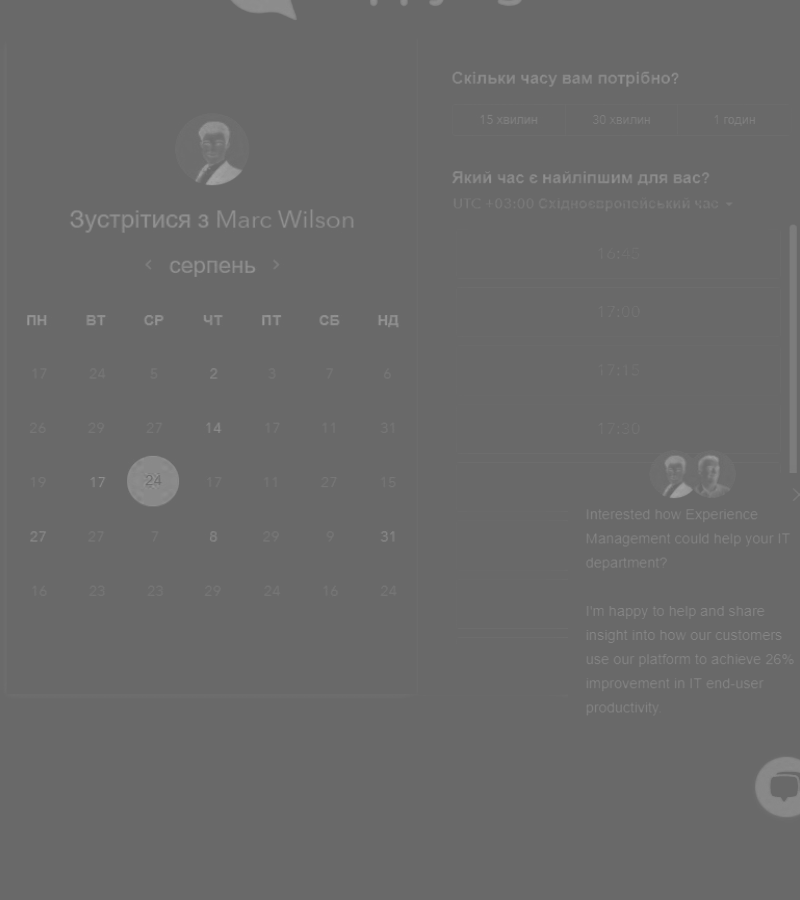 Зустрітися з Marc Wilson
серпень
ПН ВТ СР ЧТ ПТ СБ НД
17 24 5 2 3 7 6
26 29 27 14 17 11 31
19 17 24 17 11 27 15
27 27 7 8 29 9 31
16 23 23 29 24 16 24
Скільки часу вам потрібно?
15 хвилин 30 хвилин 1 годин
Який час є найліпшим для вас?
UTC +03:00 Східноєвропейський час
16:45
17:00
17:15
17:30
Interested how Experience
Management could help your IT
department?
I'm happy to help and share
insight into how our customers
use our platform to achieve 26%
improvement in IT end-user
productivity